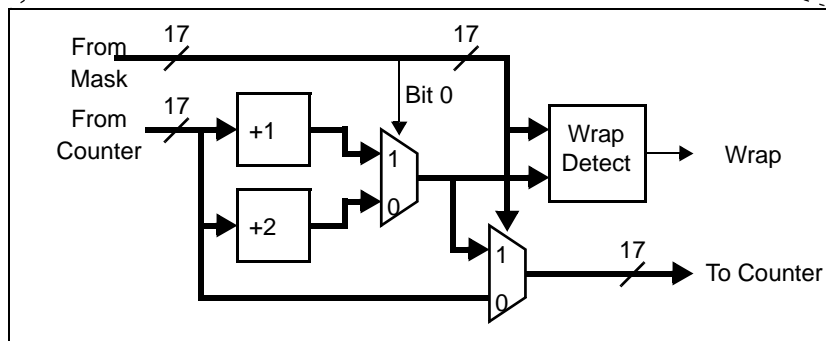 17
17
From
Mask
Bit 0
From
Counter
17
+1
1
0
+2
Wrap
Detect
Wrap
1
0
17
To Counter